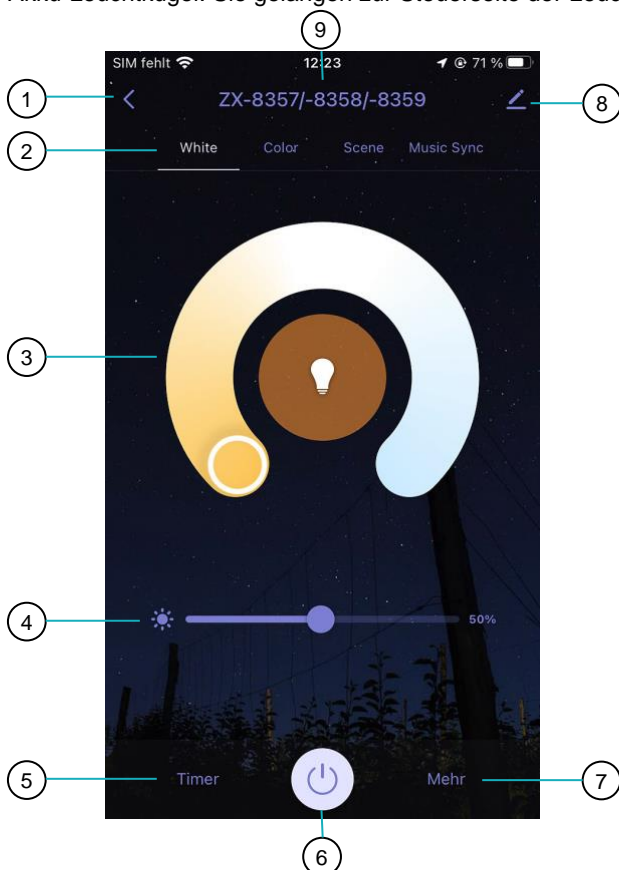 9
SIM fehlt 12:23 71 %
1 ZX-8357/-8358/-8359 8
2 White Color Scene Music Sync
3
4 50%
5 Timer Mehr 7
6